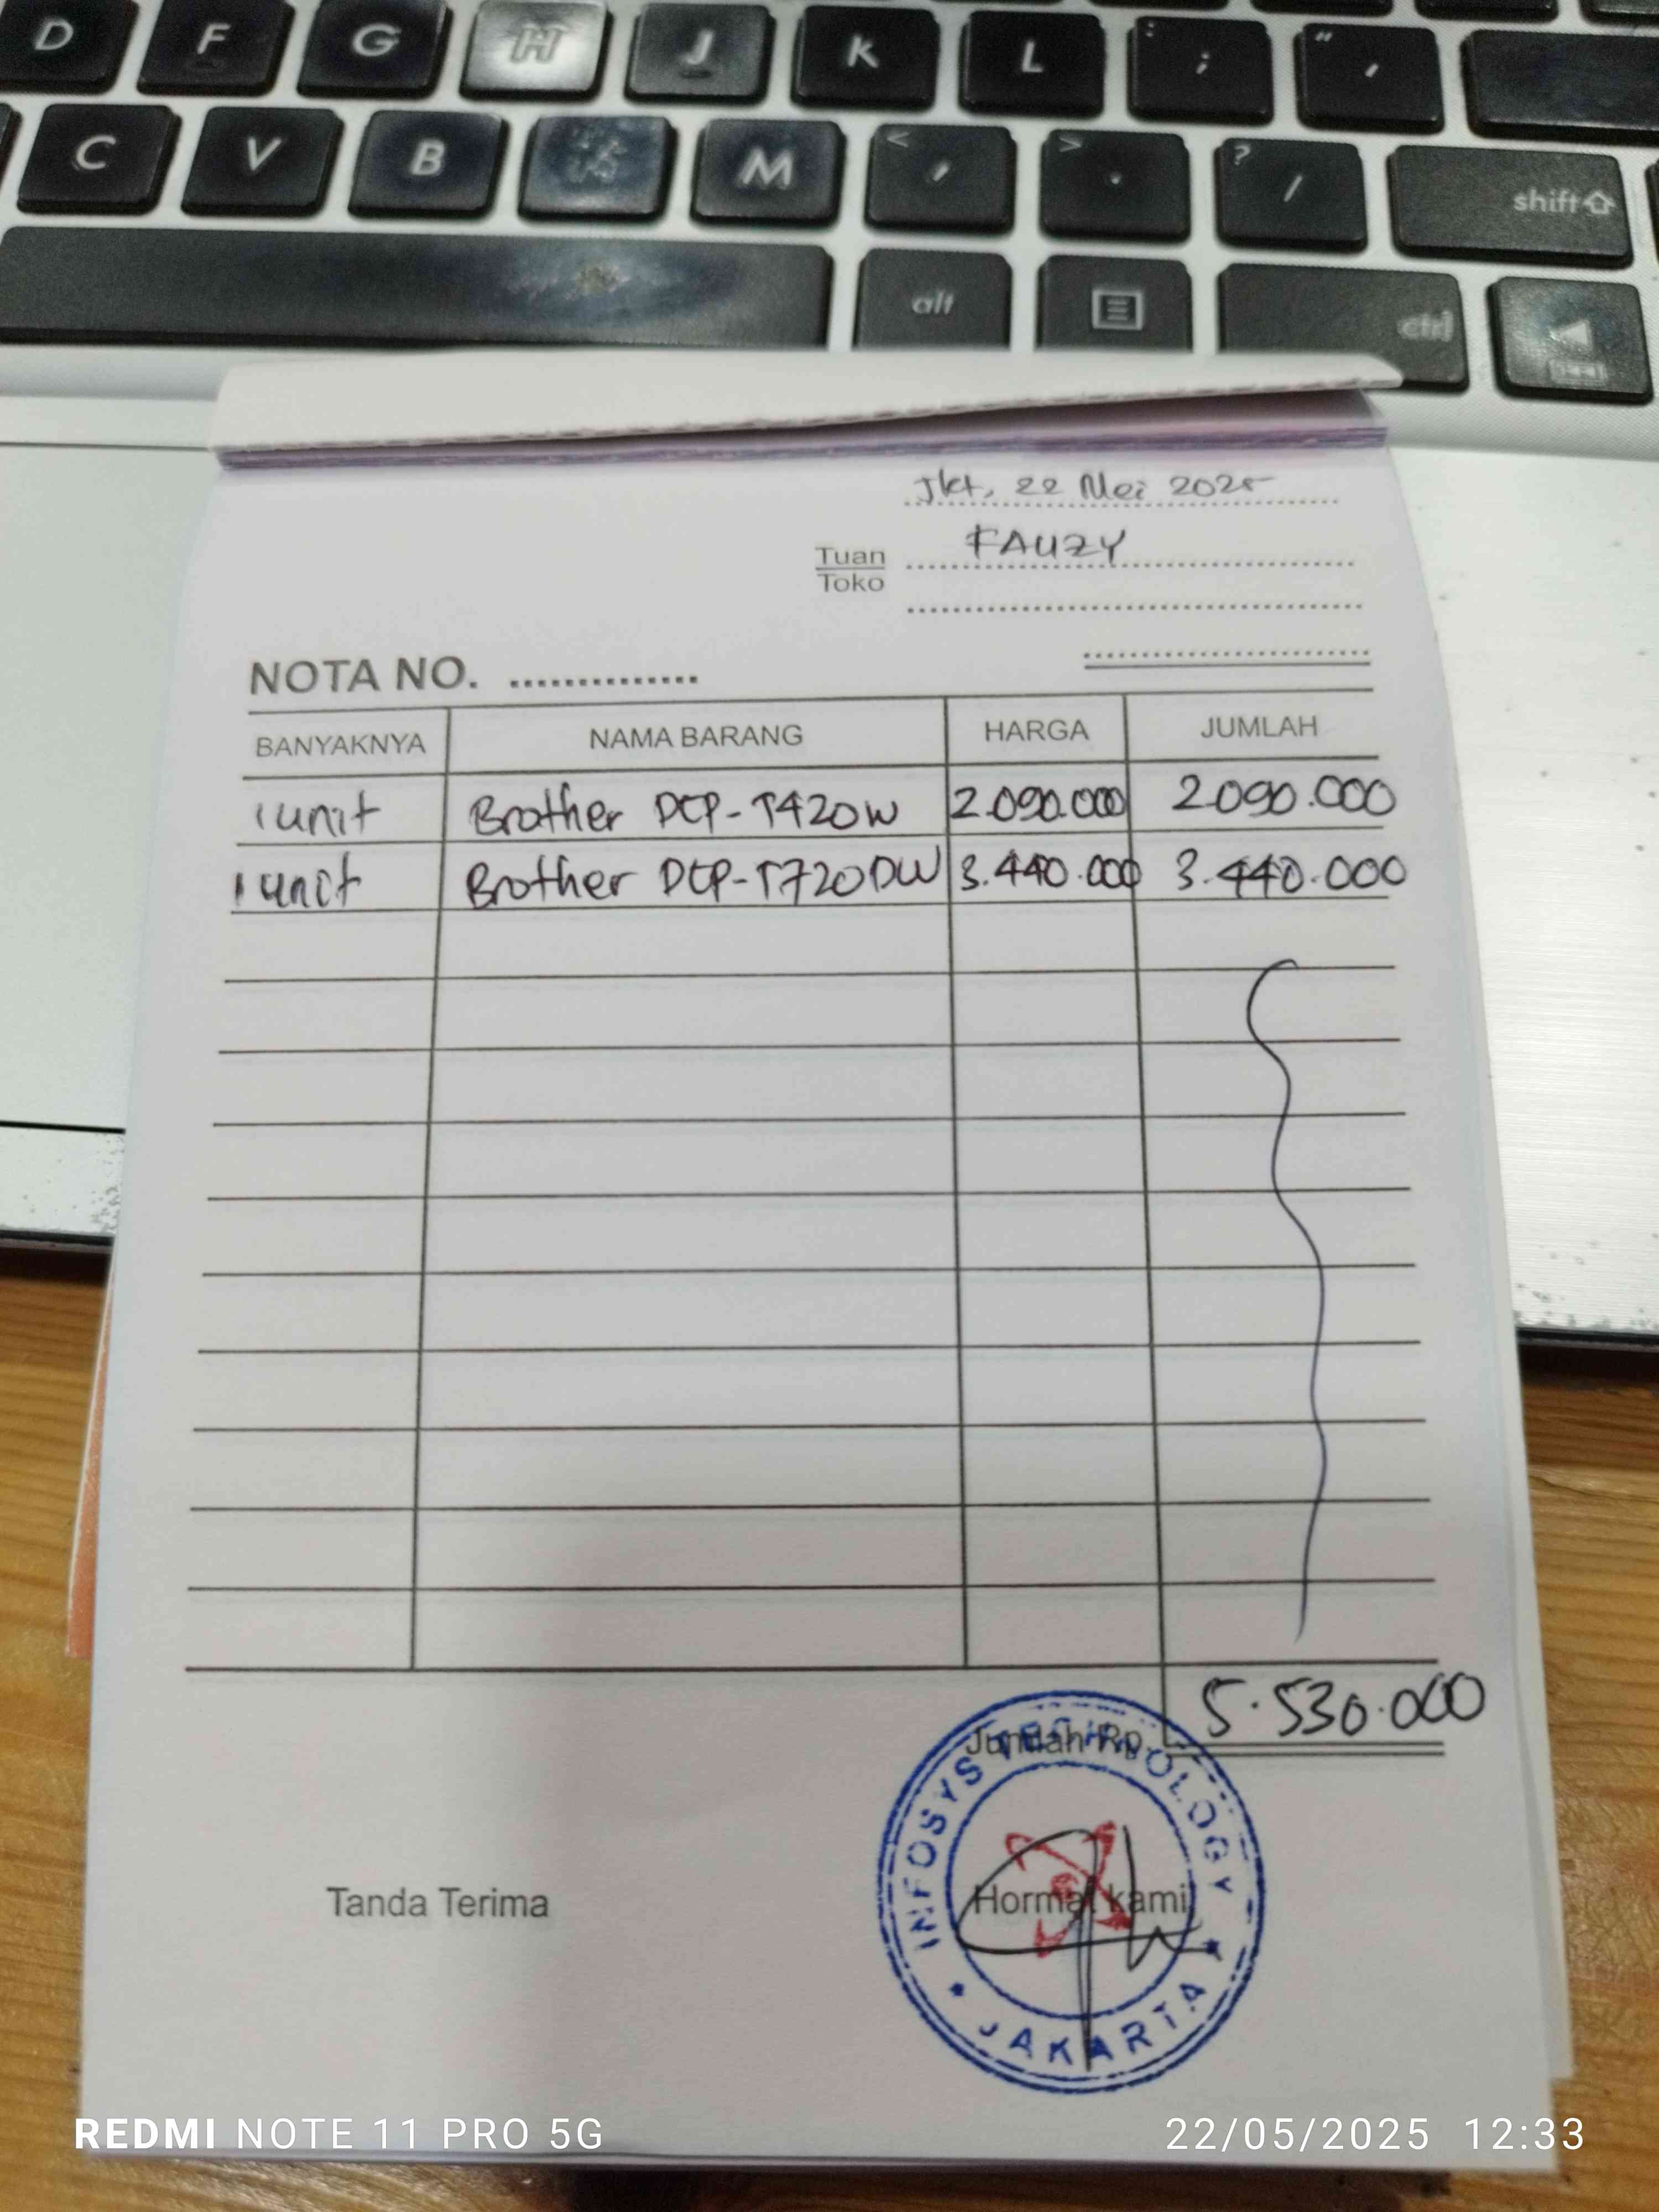 D F G H J K L : ; " '
C V B M < , > . ? / shift
alt ctrl
Jkt, 22 Mei 2025
Tuan FAUZY
Toko
NOTA NO. ..............
BANYAKNYA NAMA BARANG HARGA JUMLAH
1 unit Brother DCP-T420W 2.090.000 2.090.000
1 unit Brother DCP-T720DW 3.440.000 3.440.000
Jumlah Rp. 5.530.000
Tanda Terima Hormat kami
INFOSYS TECHNOLOGY
JAKARTA
REDMI NOTE 11 PRO 5G 22/05/2025 12:33